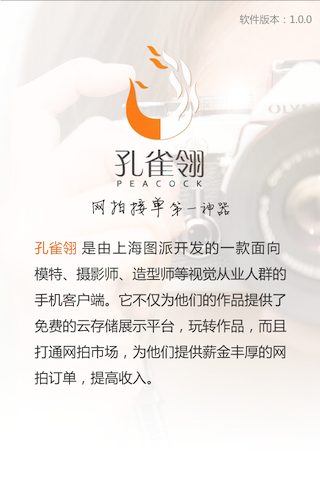 软件版本：1.0.0
OLYMP
孔雀翎
PEACOCK
网拍接单第一神器
孔雀翎 是由上海图派开发的一款面向
模特、摄影师、造型师等视觉从业人群的
手机客户端。它不仅为他们的作品提供了
免费的云存储展示平台，玩转作品，而且
打通网拍市场，为他们提供薪金丰厚的网
拍订单，提高收入。